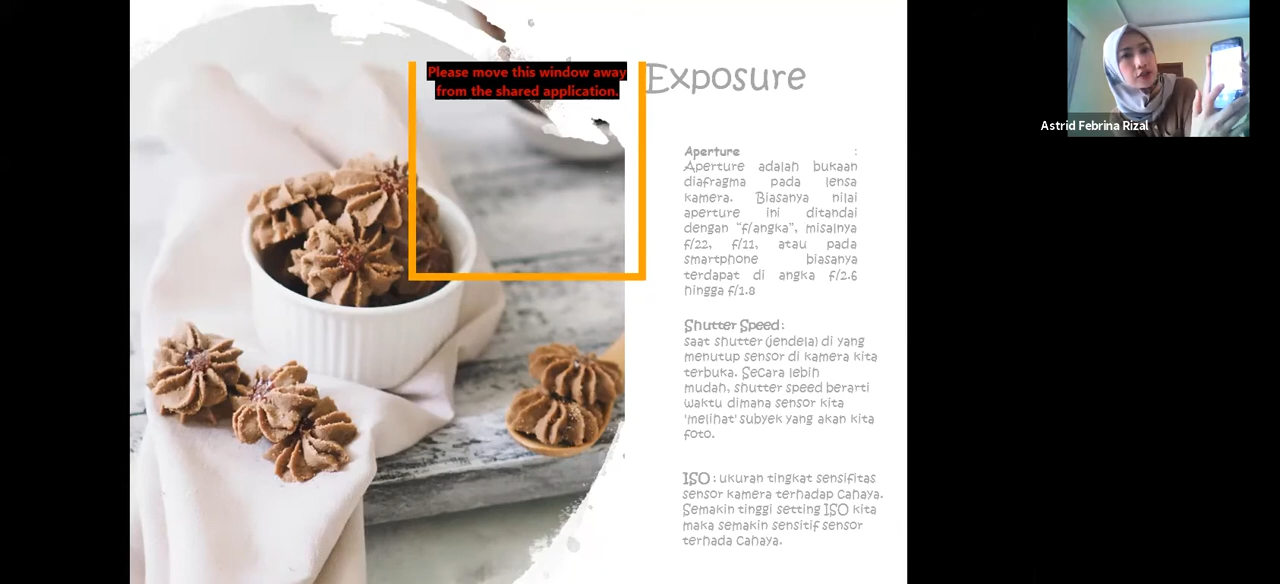 Please move this window away
from the shared application.
Exposure
Astrid Febrina Rizal
Aperture :
Aperture adalah bukaan
diafragma pada lensa
kamera. Biasanya nilai
aperture ini ditandai
dengan “f/angka”, misalnya
f/22, f/11, atau pada
smartphone biasanya
terdapat di angka f/2.6
hingga f/1.8
Shutter Speed :
saat shutter (jendela) di yang
menutup sensor di kamera kita
terbuka. Secara lebih
mudah, shutter speed berarti
waktu dimana sensor kita
'melihat' subyek yang akan kita
foto.
ISO : ukuran tingkat sensifitas
sensor kamera terhadap cahaya.
Semakin tinggi setting ISO kita
maka semakin sensitif sensor
terhada cahaya.